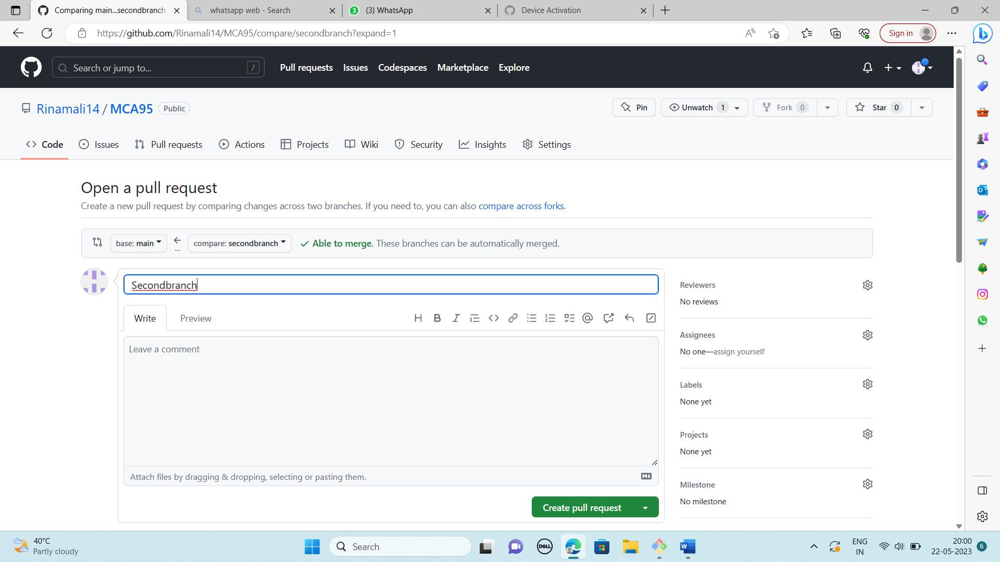 Comparing main...secondbranch
whatsapp web - Search
3 (3) WhatsApp
Device Activation
https://github.com/Rinamali14/MCA95/compare/secondbranch?expand=1
Sign in
Search or jump to... /
Pull requests Issues Codespaces Marketplace Explore
Rinamali14 / MCA95 Public
Pin Unwatch 1 Fork 0 Star 0
Code Issues Pull requests Actions Projects Wiki Security Insights Settings
Open a pull request
Create a new pull request by comparing changes across two branches. If you need to, you can also compare across forks.
base: main ... compare: secondbranch Able to merge. These branches can be automatically merged.
Secondbranch
Write Preview
Leave a comment
Attach files by dragging & dropping, selecting or pasting them.
Create pull request
Reviewers
No reviews
Assignees
No one—assign yourself
Labels
None yet
Projects
None yet
Milestone
No milestone
40°C
Partly cloudy
Search
DELL
ENG
IN
20:00
22-05-2023
6